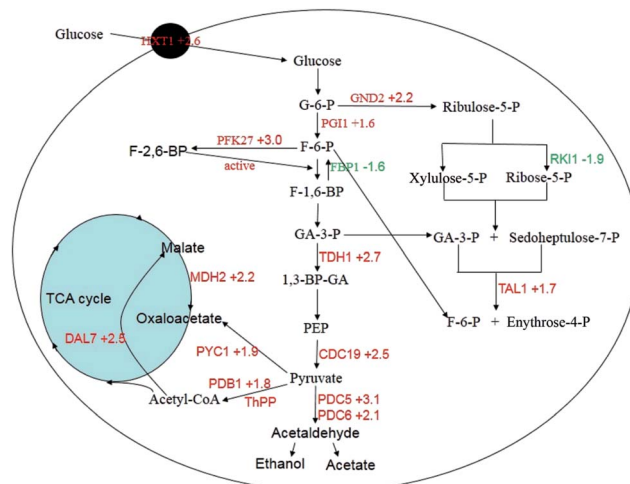 Glucose
HXT1 +2.6
Glucose
G-6-P
GND2 +2.2
Ribulose-5-P
PGI1 +1.6
PFK27 +3.0
F-6-P
F-2,6-BP
active
FBP1 -1.6
RKI1 -1.9
F-1,6-BP
Xylulose-5-P
Ribose-5-P
GA-3-P
GA-3-P + Sedoheptulose-7-P
Malate
TDH1 +2.7
MDH2 +2.2
1,3-BP-GA
TAL1 +1.7
TCA cycle
Oxaloacetate
PEP
F-6-P + Enythrose-4-P
DAL7 +2.5
PYC1 +1.9
CDC19 +2.5
PDB1 +1.8
Pyruvate
Acetyl-CoA
ThPP
PDC5 +3.1
PDC6 +2.1
Acetaldehyde
Ethanol
Acetate